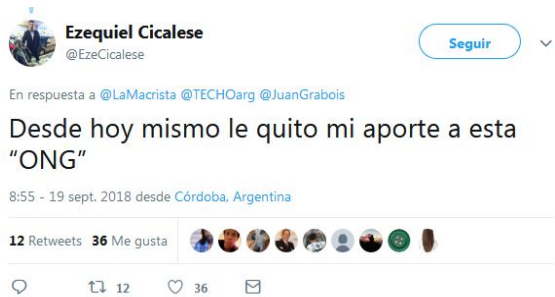 Ezequiel Cicalese
@EzeCicalese
Seguir
En respuesta a @LaMacrista @TECHOarg @JuanGrabois
Desde hoy mismo le quito mi aporte a esta
“ONG”
8:55 - 19 sept. 2018 desde Córdoba, Argentina
12 Retweets 36 Me gusta
12 36